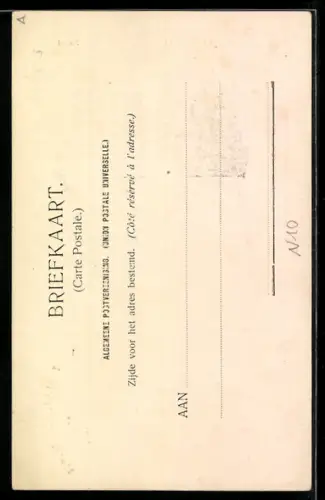 BRIEFKAART.
(Carte Postale.)
ALGEMEENE POSTVEREENIGING. (UNION POSTALE UNIVERSELLE.)
Zijde voor het adres bestemd. (Côté réservé à l'adresse.)
AAN
N10
A